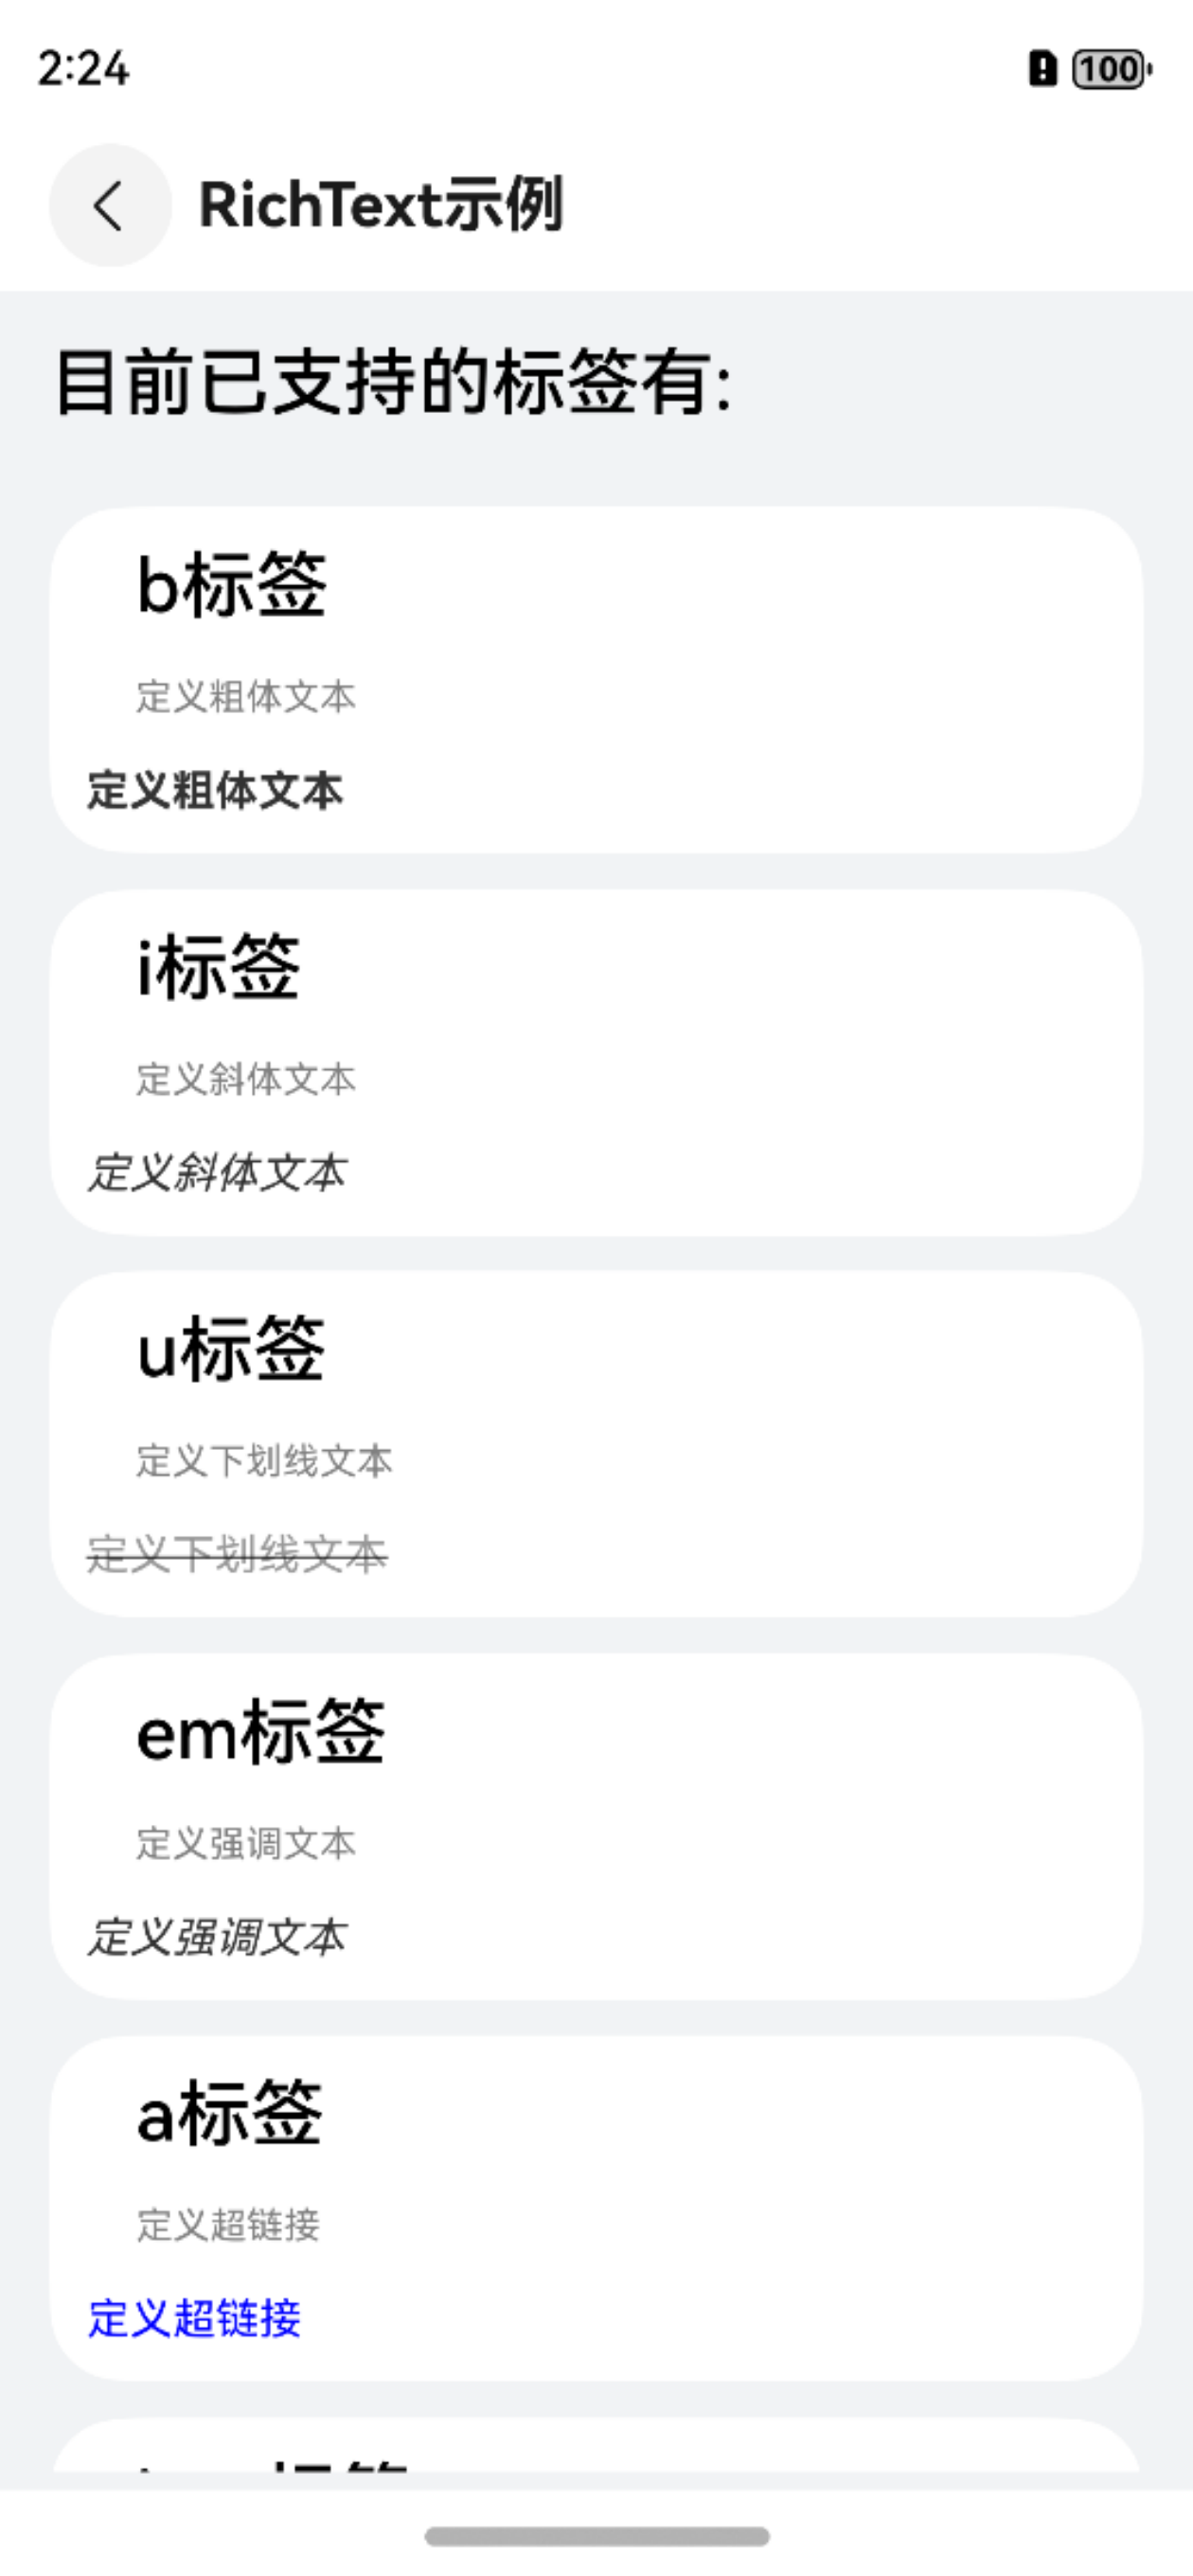 2:24
100
RichText示例
目前已支持的标签有:
b标签
定义粗体文本
定义粗体文本
i标签
定义斜体文本
定义斜体文本
u标签
定义下划线文本
定义下划线文本
em标签
定义强调文本
定义强调文本
a标签
定义超链接
定义超链接